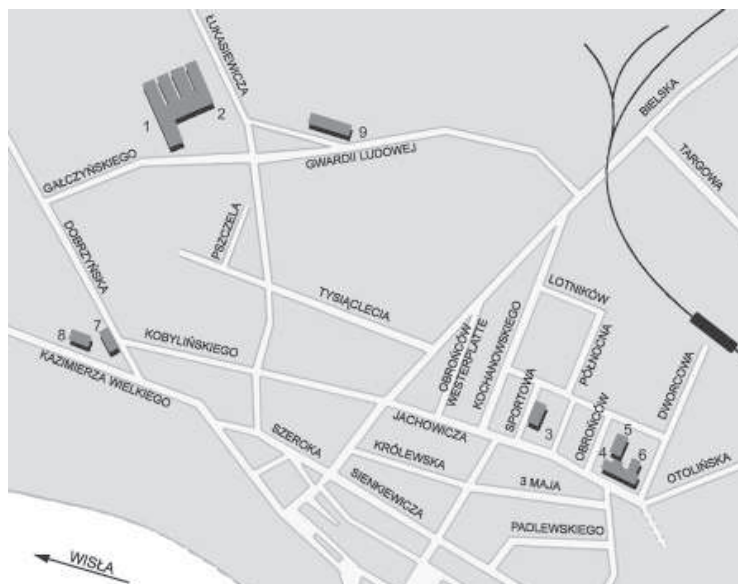 ŁUKASIEWICZA
BIELSKA
1
2
9
GWARDII LUDOWEJ
TARGOWA
GAŁCZYŃSKIEGO
PSZCZELA
DOBRZYŃSKA
LOTNIKÓW
TYSIĄCLECIA
OBROŃCÓW
WESTERPLATTE
KOCHANOWSKIEGO
PÓŁNOCNA
8
7
KOBYLIŃSKIEGO
KAZIMIERZA WIELKIEGO
SPORTOWA
DWORCOWA
JACHOWICZA
3
OBROŃCÓW
5
SZEROKA
KRÓLEWSKA
4
6
OTOLIŃSKA
SIENKIEWICZA
3 MAJA
PADLEWSKIEGO
WISŁA